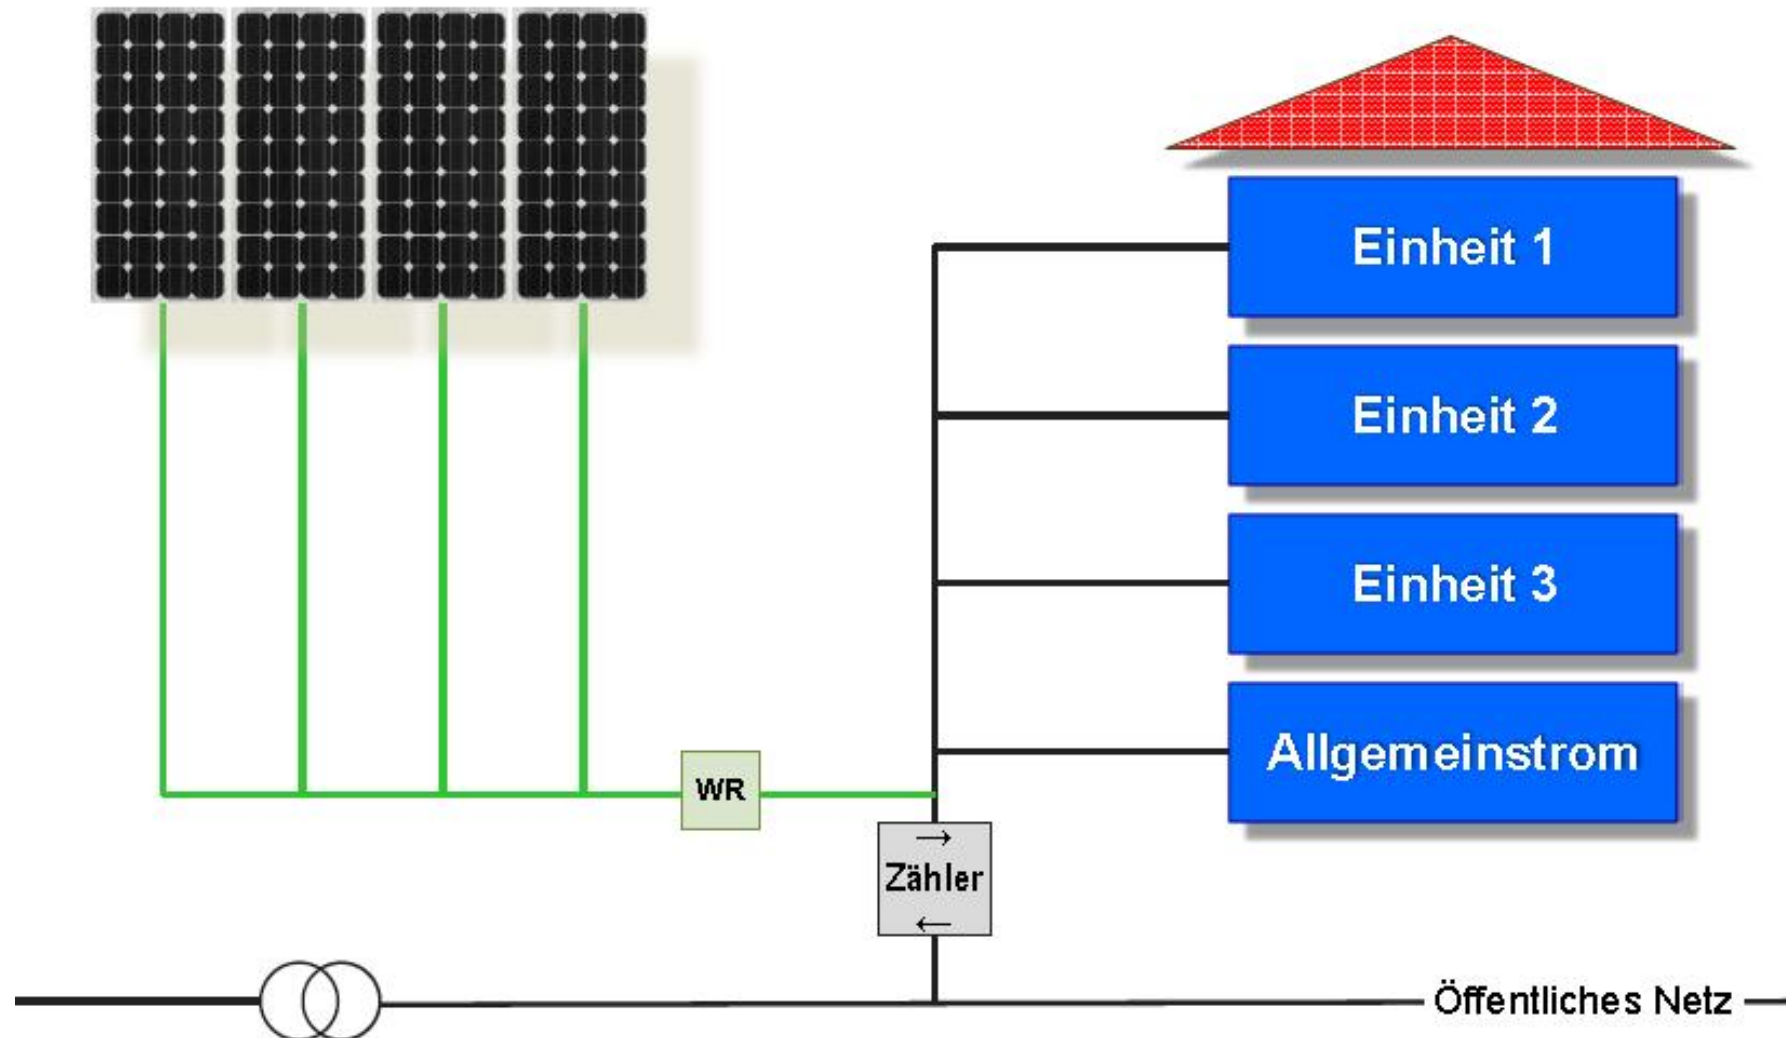 Einheit 1
Einheit 2
Einheit 3
Allgemeinstrom
WR
→
Zähler
←
Öffentliches Netz